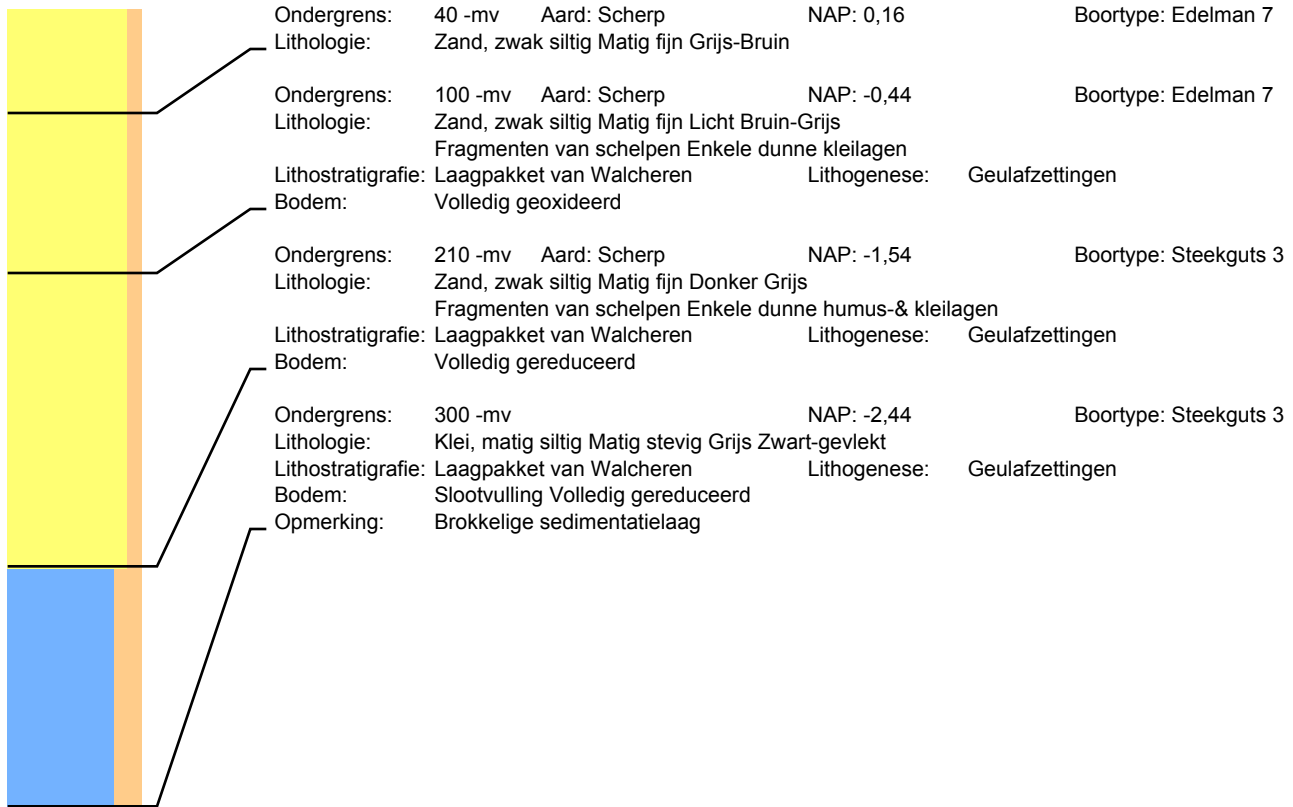 Ondergrens: 40 -mv Aard: Scherp NAP: 0,16 Boortype: Edelman 7
Lithologie: Zand, zwak siltig Matig fijn Grijs-Bruin
Ondergrens: 100 -mv Aard: Scherp NAP: -0,44 Boortype: Edelman 7
Lithologie: Zand, zwak siltig Matig fijn Licht Bruin-Grijs
Fragmenten van schelpen Enkele dunne kleilagen
Lithostratigrafie: Laagpakket van Walcheren Lithogenese: Geulafzettingen
Bodem: Volledig geoxideerd
Ondergrens: 210 -mv Aard: Scherp NAP: -1,54 Boortype: Steekguts 3
Lithologie: Zand, zwak siltig Matig fijn Donker Grijs
Fragmenten van schelpen Enkele dunne humus-& kleilagen
Lithostratigrafie: Laagpakket van Walcheren Lithogenese: Geulafzettingen
Bodem: Volledig gereduceerd
Ondergrens: 300 -mv NAP: -2,44 Boortype: Steekguts 3
Lithologie: Klei, matig siltig Matig stevig Grijs Zwart-gevlekt
Lithostratigrafie: Laagpakket van Walcheren Lithogenese: Geulafzettingen
Bodem: Slootvulling Volledig gereduceerd
Opmerking: Brokkelige sedimentatielaag